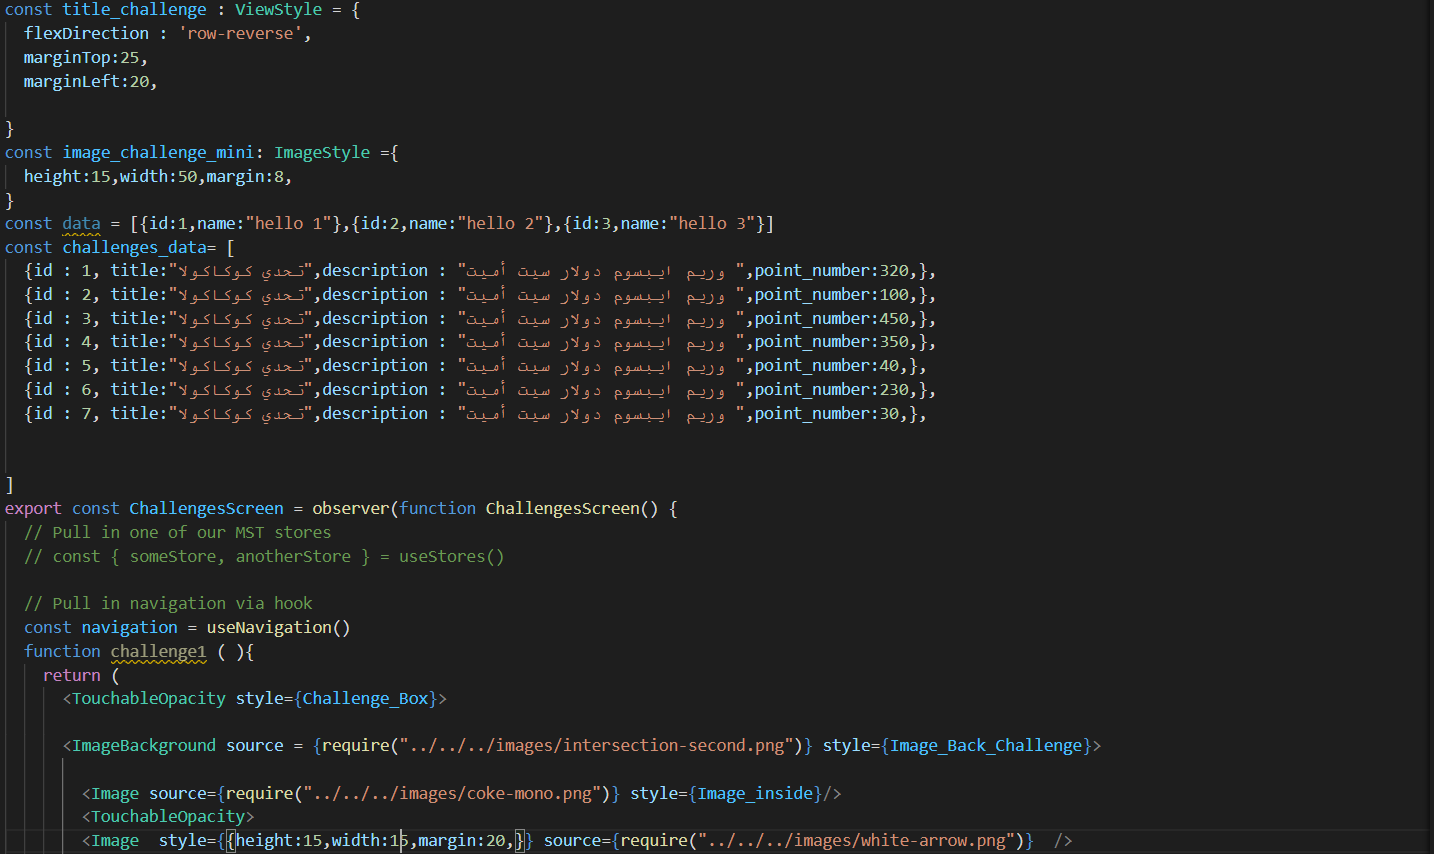 const title_challenge : ViewStyle = {
flexDirection : 'row-reverse',
marginTop:25,
marginLeft:20,
}
const image_challenge_mini: ImageStyle ={
height:15,width:50,margin:8,
}
const data = [{id:1,name:"hello 1"},{id:2,name:"hello 2"},{id:3,name:"hello 3"}]
const challenges_data= [
{id : 1, title:"تحدي كوكاكولا",description : "وريم ايبسوم دولار سيت أميت ",point_number:320,},
{id : 2, title:"تحدي كوكاكولا",description : "وريم ايبسوم دولار سيت أميت ",point_number:100,},
{id : 3, title:"تحدي كوكاكولا",description : "وريم ايبسوم دولار سيت أميت ",point_number:450,},
{id : 4, title:"تحدي كوكاكولا",description : "وريم ايبسوم دولار سيت أميت ",point_number:350,},
{id : 5, title:"تحدي كوكاكولا",description : "وريم ايبسوم دولار سيت أميت ",point_number:40,},
{id : 6, title:"تحدي كوكاكولا",description : "وريم ايبسوم دولار سيت أميت ",point_number:230,},
{id : 7, title:"تحدي كوكاكولا",description : "وريم ايبسوم دولار سيت أميت ",point_number:30,},
]
export const ChallengesScreen = observer(function ChallengesScreen() {
// Pull in one of our MST stores
// const { someStore, anotherStore } = useStores()
// Pull in navigation via hook
const navigation = useNavigation()
function challenge1 ( ){
return (
<TouchableOpacity style={Challenge_Box}>
<ImageBackground source = {require("../../../images/intersection-second.png")} style={Image_Back_Challenge}>
<Image source={require("../../../images/coke-mono.png")} style={Image_inside}/>
<TouchableOpacity>
<Image  style={{height:15,width:15,margin:20,}} source={require("../../../images/white-arrow.png")}  />